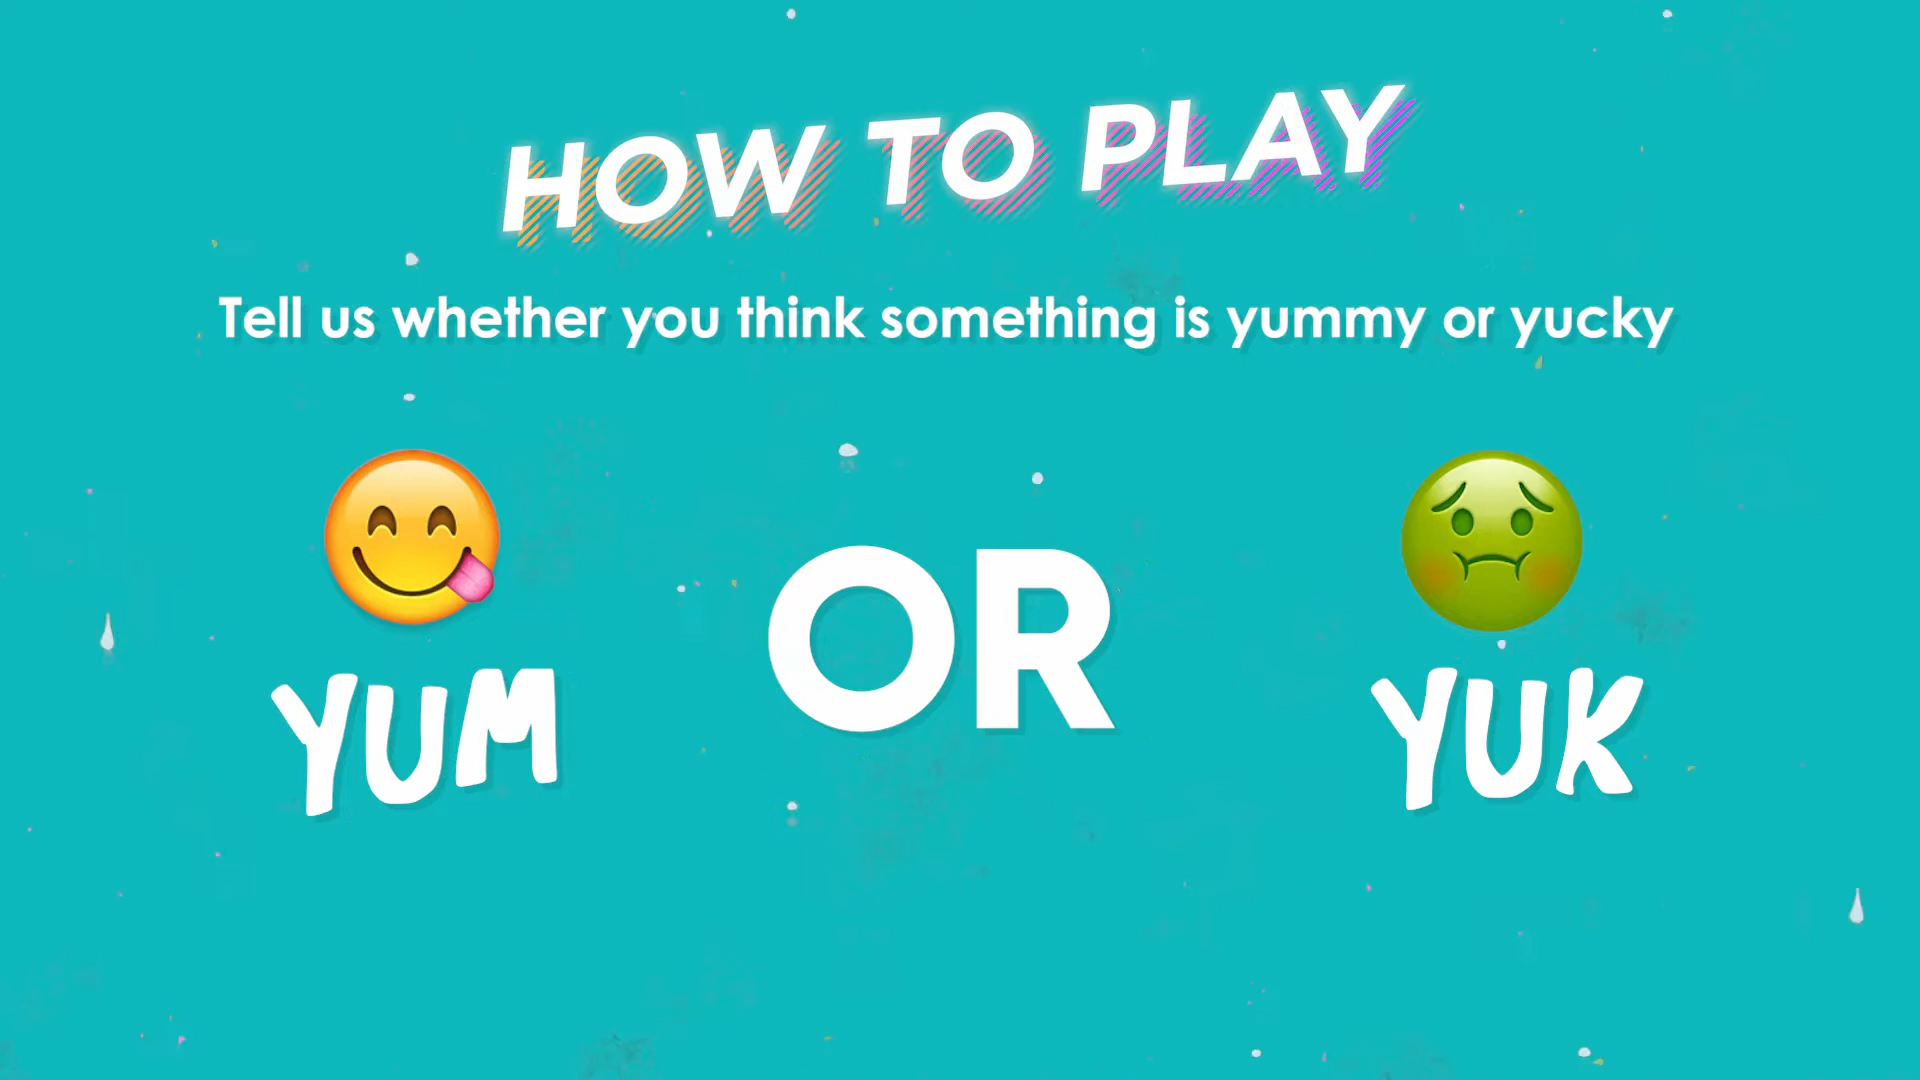 HOW TO PLAY
Tell us whether you think something is yummy or yucky
OR
YUM
YUK